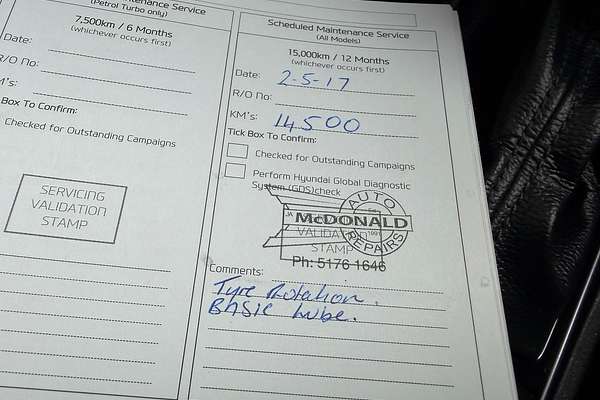 Maintenance Service
(Petrol Turbo only)
7,500km / 6 Months
(whichever occurs first)
Date:
R/O No:
KM's:
Box To Confirm:
Checked for Outstanding Campaigns
SERVICING
VALIDATION
STAMP
Scheduled Maintenance Service
(All Models)
15,000km / 12 Months
(whichever occurs first)
Date: 2-5-17
R/O No:
KM's: 14500
Tick Box To Confirm:
Checked for Outstanding Campaigns
Perform Hyundai Global Diagnostic
System (GDS)check
AUTO
McDONALD
REPAIRS
VALIDATION
STAMP
Ph: 5176 1646
Comments:
Tyre Rotation.
Basic Lube.